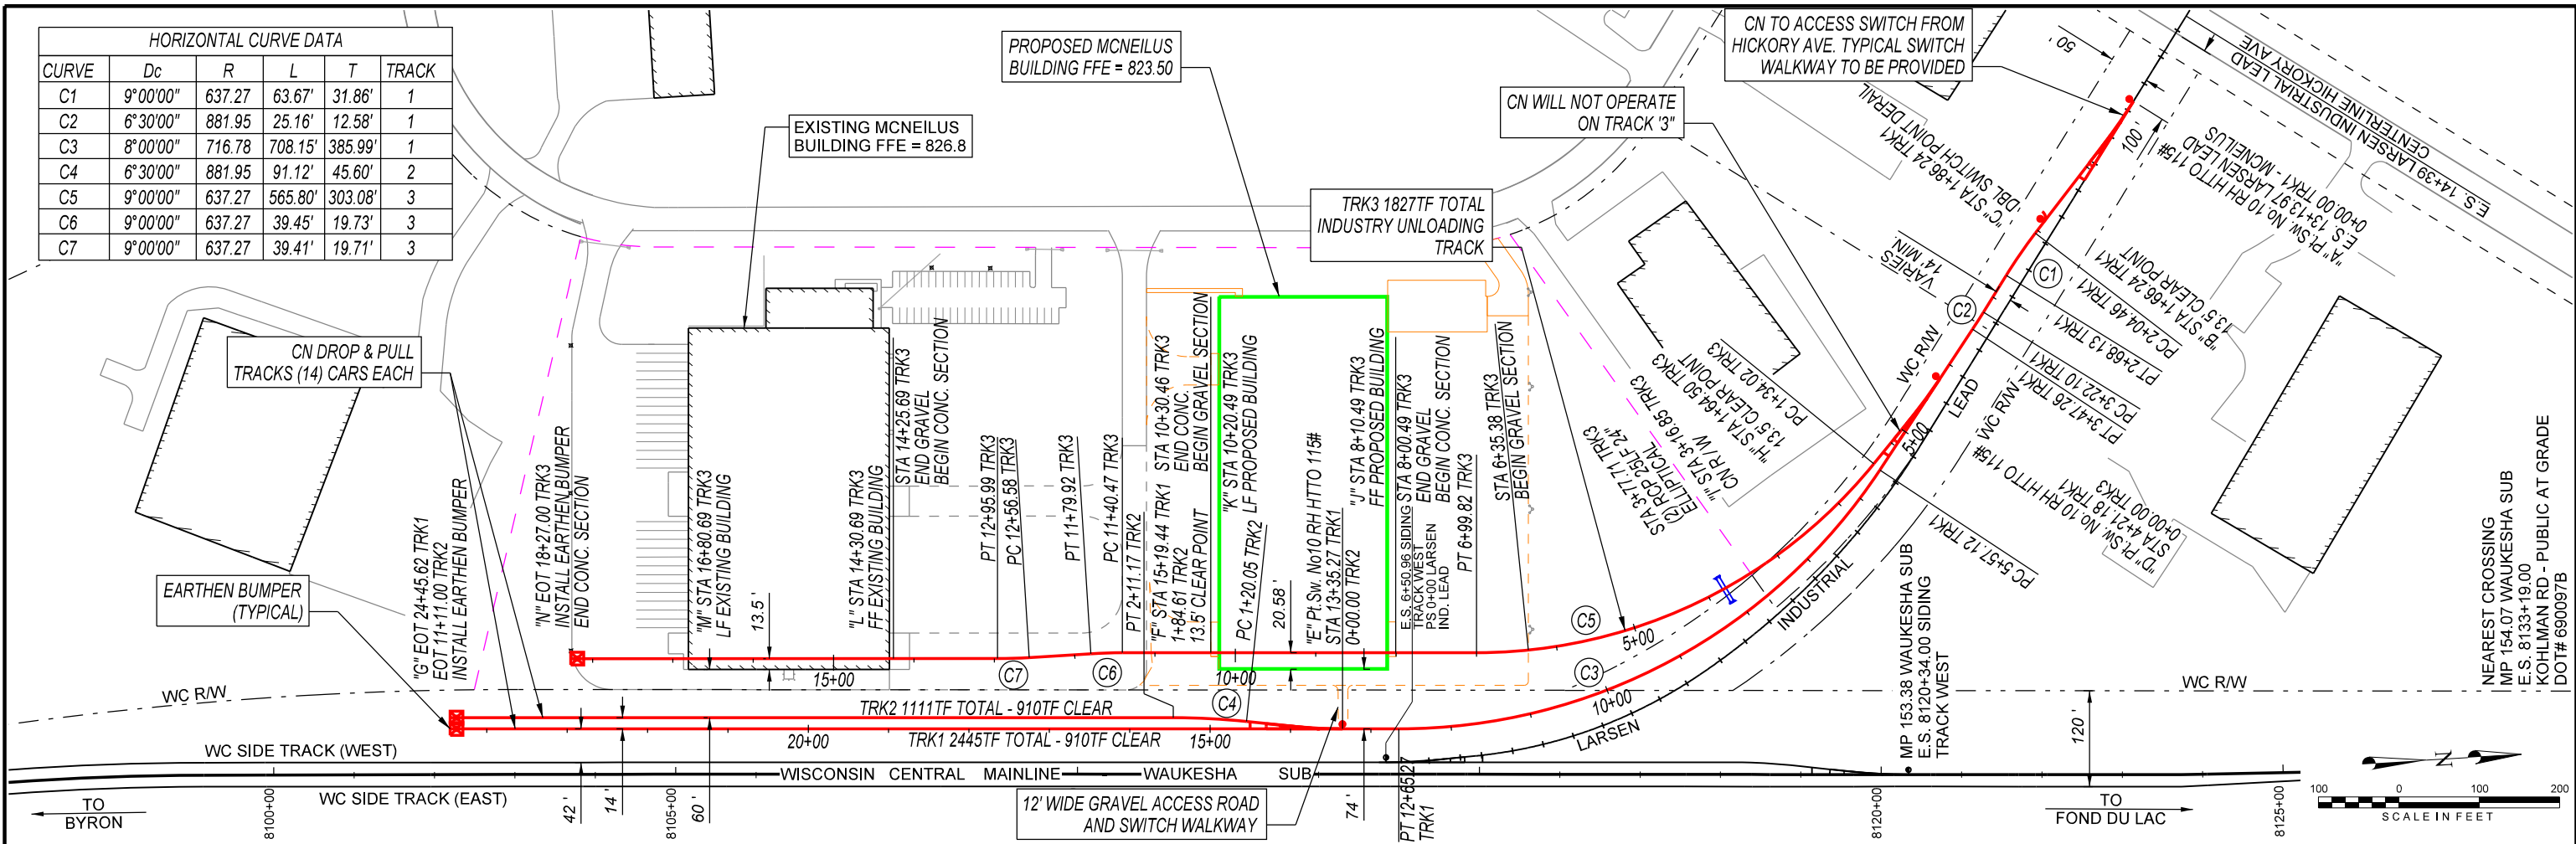 HORIZONTAL CURVE DATA
CURVE Dc R L T TRACK
C1 9°00'00" 637.27 63.67' 31.86' 1
C2 6°30'00" 881.95 25.16' 12.58' 1
C3 8°00'00" 716.78 708.15' 385.99' 1
C4 6°30'00" 881.95 91.12' 45.60' 2
C5 9°00'00" 637.27 565.80' 303.08' 3
C6 9°00'00" 637.27 39.45' 19.73' 3
C7 9°00'00" 637.27 39.41' 19.71' 3
PROPOSED MCNEILUS
BUILDING FFE = 823.50
EXISTING MCNEILUS
BUILDING FFE = 826.8
CN TO ACCESS SWITCH FROM
HICKORY AVE. TYPICAL SWITCH
WALKWAY TO BE PROVIDED
CN WILL NOT OPERATE
ON TRACK '3"
TRK3 1827TF TOTAL
INDUSTRY UNLOADING
TRACK
CN DROP & PULL
TRACKS (14) CARS EACH
EARTHEN BUMPER
(TYPICAL)
12' WIDE GRAVEL ACCESS ROAD
AND SWITCH WALKWAY
"G" EOT 24+45.62 TRK1
EOT 11+11.00 TRK2
INSTALL EARTHEN BUMPER
"N" EOT 18+27.00 TRK3
INSTALL EARTHEN BUMPER
END CONC. SECTION
"M" STA 16+80.69 TRK3
LF EXISTING BUILDING
13.5'
"L" STA 14+30.69 TRK3
FF EXISTING BUILDING
STA 14+25.69 TRK3
END GRAVEL
BEGIN CONC. SECTION
PT 12+95.99 TRK3
PC 12+56.58 TRK3
PT 11+79.92 TRK3
PC 11+40.47 TRK3
PT 2+11.17 TRK2
"F" STA 15+19.44 TRK1
1+84.61 TRK2
13.5' CLEAR POINT
STA 10+30.46 TRK3
END CONC.
BEGIN GRAVEL SECTION
"K" STA 10+20.49 TRK3
LF PROPOSED BUILDING
PC 1+20.05 TRK2
20.58'
"E" Pt.Sw. No10 RH HTTO 115#
STA 13+35.27 TRK1
0+00.00 TRK2
"J" STA 8+10.49 TRK3
FF PROPOSED BUILDING
E.S. 6+50.96 SIDING
TRACK WEST
PS 0+00 LARSEN
IND. LEAD
STA 8+00.49 TRK3
END GRAVEL
BEGIN CONC. SECTION
PT 6+99.82 TRK3
STA 6+35.38 TRK3
BEGIN GRAVEL SECTION
STA 3+77.71 TRK3
(2) RCP 25LF 24"
ELLIPTICAL
"I" STA 3+16.85 TRK3
CN R/W
"H" STA 1+64.50 TRK3
13.5' CLEAR POINT
PC 1+34.02 TRK3
"C" STA 1+86.24 TRK1
DBL SWITCH POINT DERAIL
VARIES
14' MIN.
50'
100'
"A" Pt.Sw. No.10 RH HTTO 115#
E.S. 13+13.97 LARSEN LEAD
0+00.00 TRK1 - MCNEILUS
E.S. 14+39 LARSEN INDUSTRIAL LEAD
CENTERLINE HICKORY AVE
"B" STA 1+66.24 TRK1
13.5' CLEAR POINT
PC 2+04.46 TRK1
PT 2+68.13 TRK1
PC 3+22.10 TRK1
PT 3+47.26 TRK1
"D" Pt.Sw. No.10 RH HTTO 115#
STA 4+21.18 TRK1
0+00.00 TRK3
PC 5+57.12 TRK1
WC R/W
WC R/W
C1
C2
C3
C4
C5
C6
C7
5+00
5+00
10+00
10+00
15+00
15+00
20+00
LARSEN
INDUSTRIAL
LEAD
WC R/W
WC R/W
TRK2 1111TF TOTAL - 910TF CLEAR
TRK1 2445TF TOTAL - 910TF CLEAR
WC SIDE TRACK (WEST)
WISCONSIN CENTRAL MAINLINE WAUKESHA SUB
WC SIDE TRACK (EAST)
TO
BYRON
8100+00
42'
14'
8105+00
60'
74'
PT 12+65.27
TRK1
MP 153.38 WAUKESHA SUB
E.S. 8120+34.00 SIDING
TRACK WEST
8120+00
120'
TO
FOND DU LAC
8125+00
NEAREST CROSSING
MP 154.07 WAUKESHA SUB
E.S. 8133+19.00
KOHLMAN RD - PUBLIC AT GRADE
DOT# 690097B
N
100 0 100 200
SCALE IN FEET